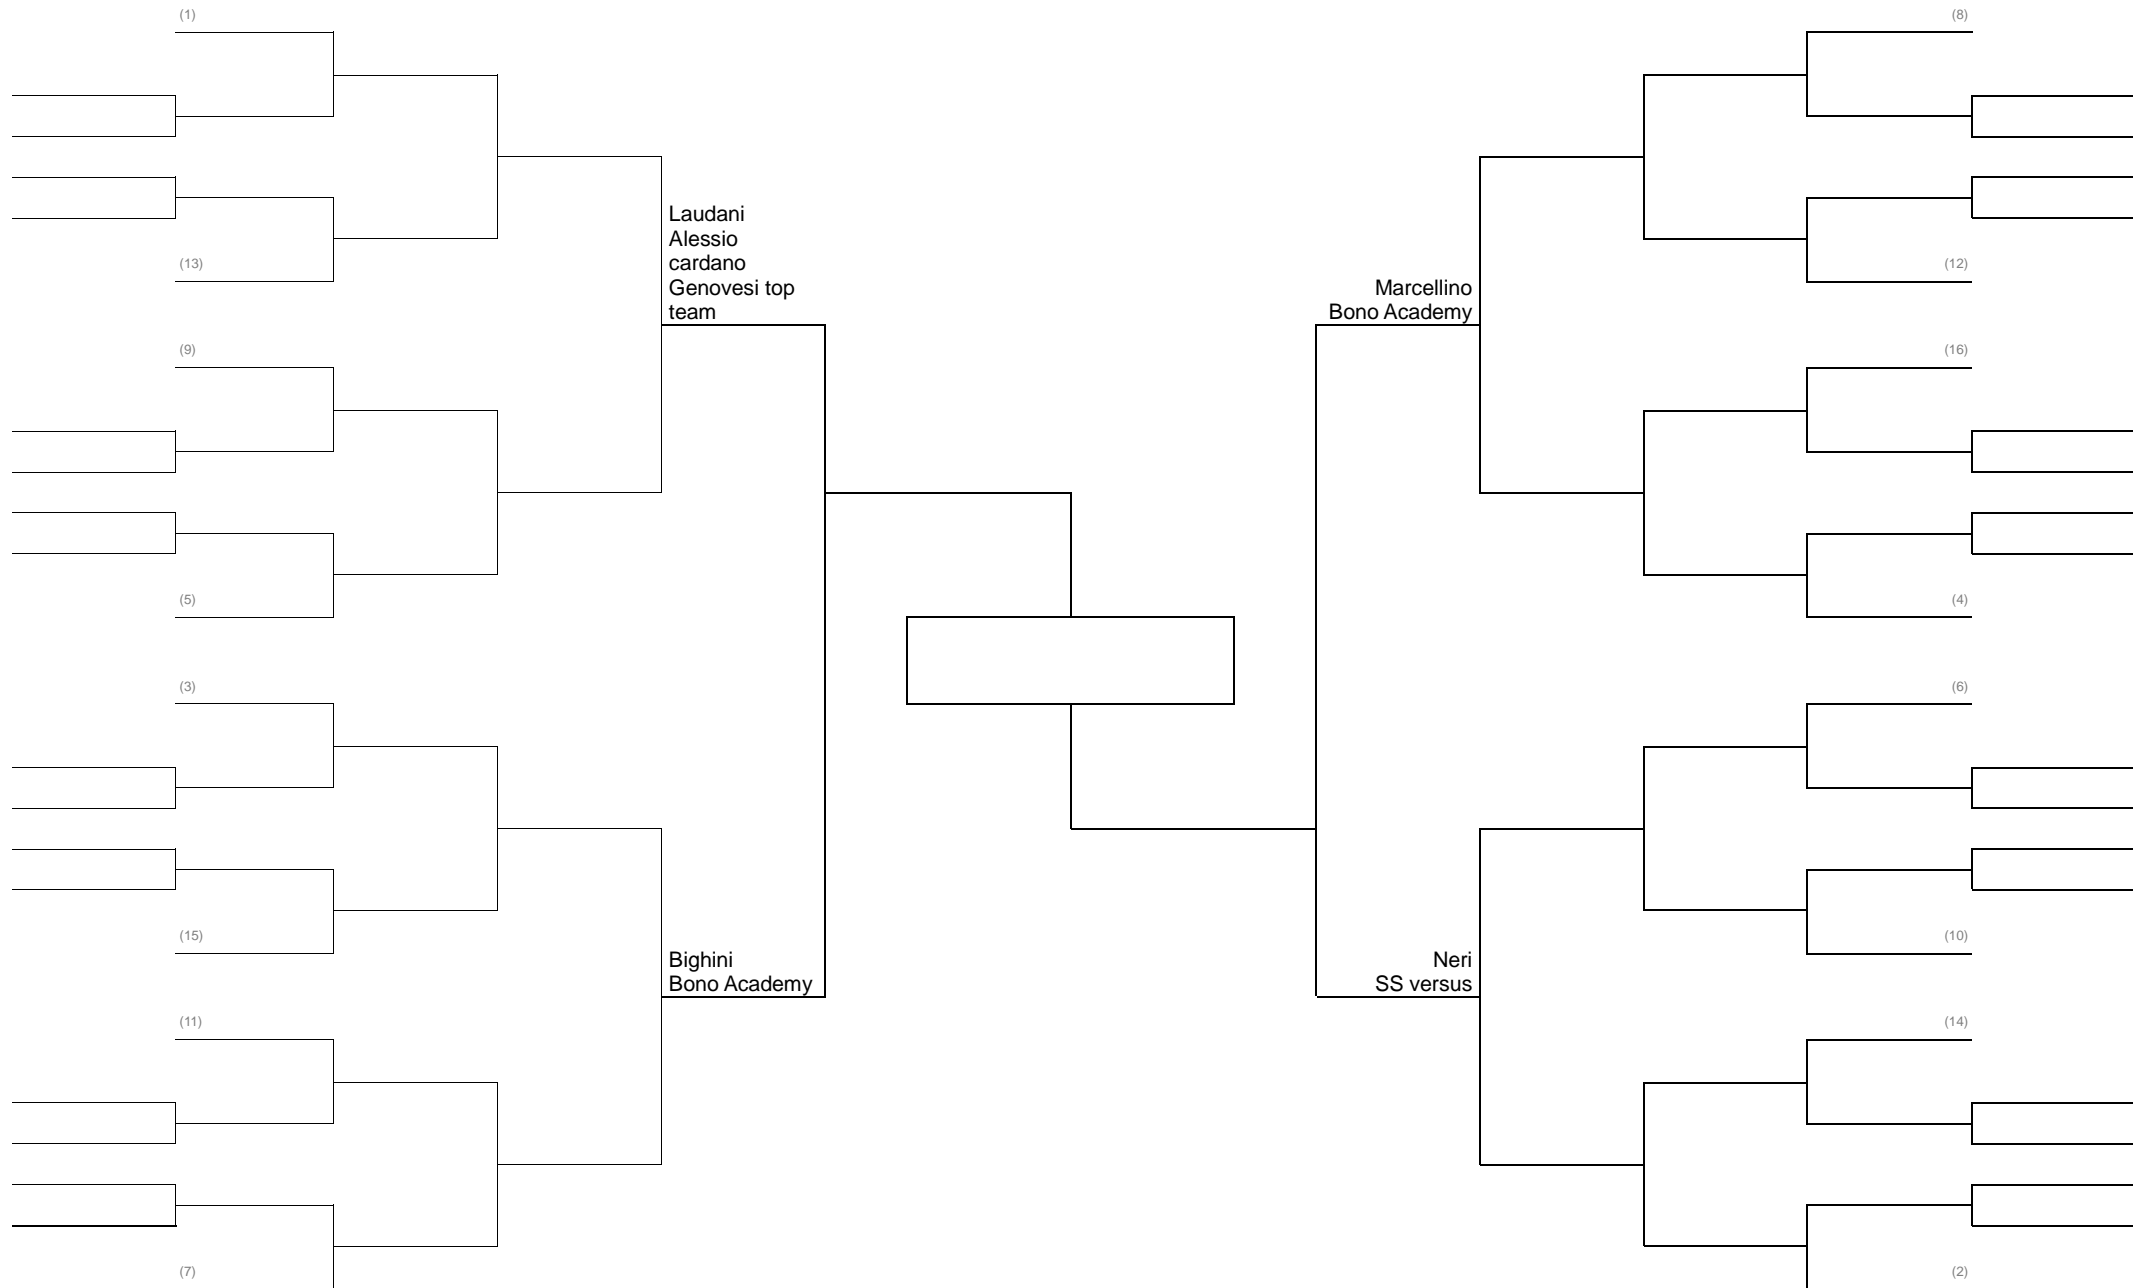 (1)
(13)
(9)
(5)
(3)
(15)
(11)
(7)
Laudani
Alessio
cardano
Genovesi top
team
Bighini
Bono Academy
Marcellino
Bono Academy
Neri
SS versus
(8)
(12)
(16)
(4)
(6)
(10)
(14)
(2)